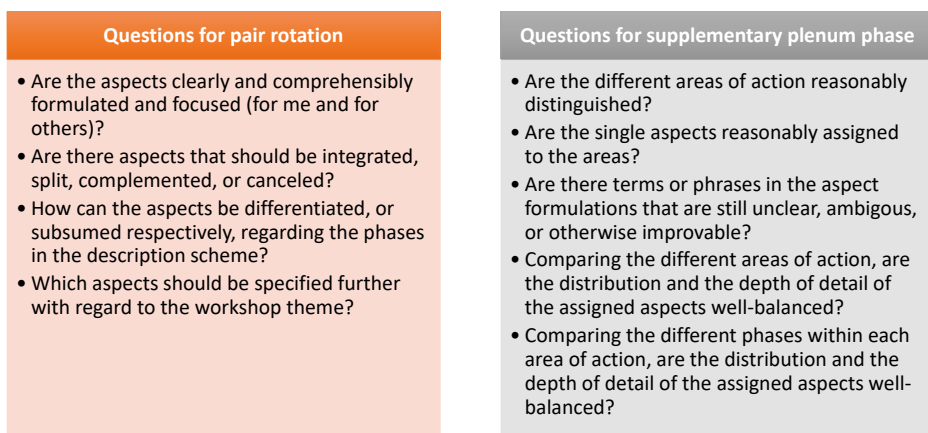 Questions for pair rotation
• Are the aspects clearly and comprehensibly
formulated and focused (for me and for
others)?
• Are there aspects that should be integrated,
split, complemented, or canceled?
• How can the aspects be differentiated, or
subsumed respectively, regarding the phases
in the description scheme?
• Which aspects should be specified further
with regard to the workshop theme?
Questions for supplementary plenum phase
• Are the different areas of action reasonably
distinguished?
• Are the single aspects reasonably assigned
to the areas?
• Are there terms or phrases in the aspect
formulations that are still unclear, ambigous,
or otherwise improvable?
• Comparing the different areas of action, are
the distribution and the depth of detail of
the assigned aspects well-balanced?
• Comparing the different phases within each
area of action, are the distribution and the
depth of detail of the assigned aspects well-
balanced?